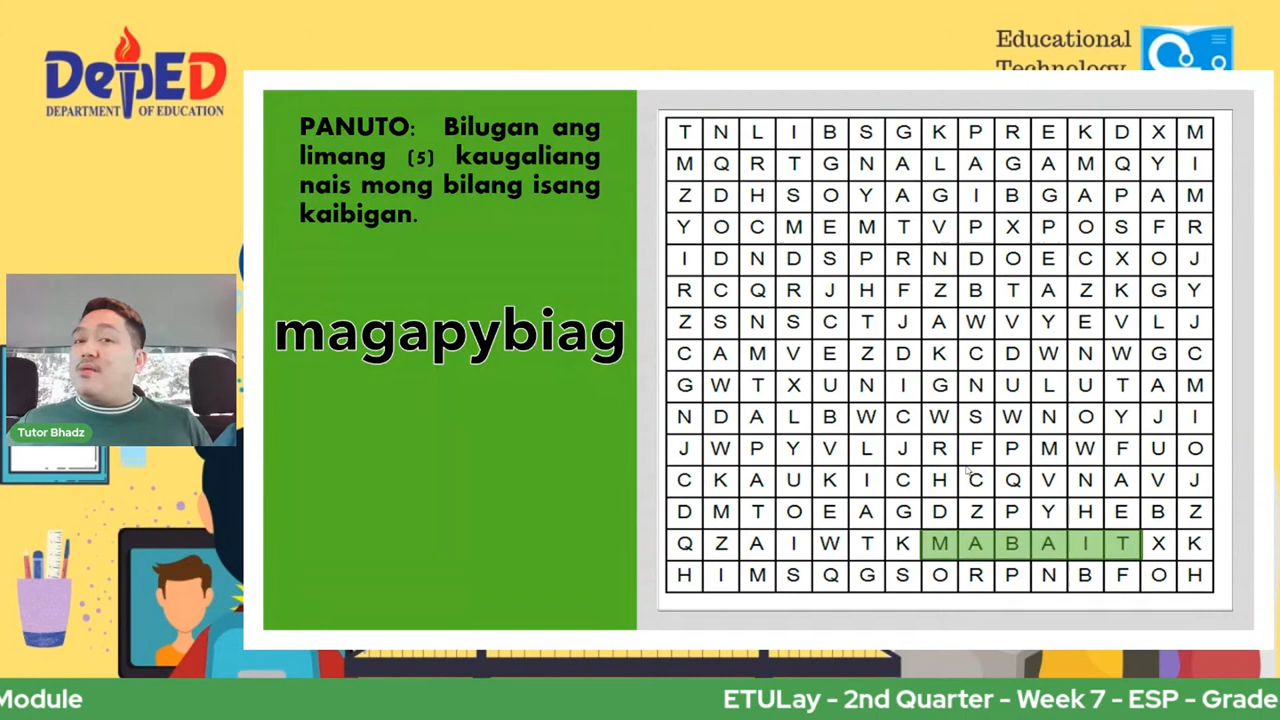 DepED
DEPARTMENT OF EDUCATION
Educational
Technology
PANUTO: Bilugan ang
limang (5) kaugaliang
nais mong bilang isang
kaibigan.
magapybiag
T N L I B S G K P R E K D X M
M Q R T G N A L A G A M Q Y I
Z D H S O Y A G I B G A P A M
Y O C M E M T V P X P O S F R
I D N D S P R N D O E C X O J
R C Q R J H F Z B T A Z K G Y
Z S N S C T J A W V Y E V L J
C A M V E Z D K C D W N W G C
G W T X U N I G N U L U T A M
N D A L B W C W S W N O Y J I
J W P Y V L J R F P M W F U O
C K A U K I C H C Q V N A V J
D M T O E A G D Z P Y H E B Z
Q Z A I W T K M A B A I T X K
H I M S Q G S O R P N B F O H
Tutor Bhadz
Module
ETULay - 2nd Quarter - Week 7 - ESP - Grade